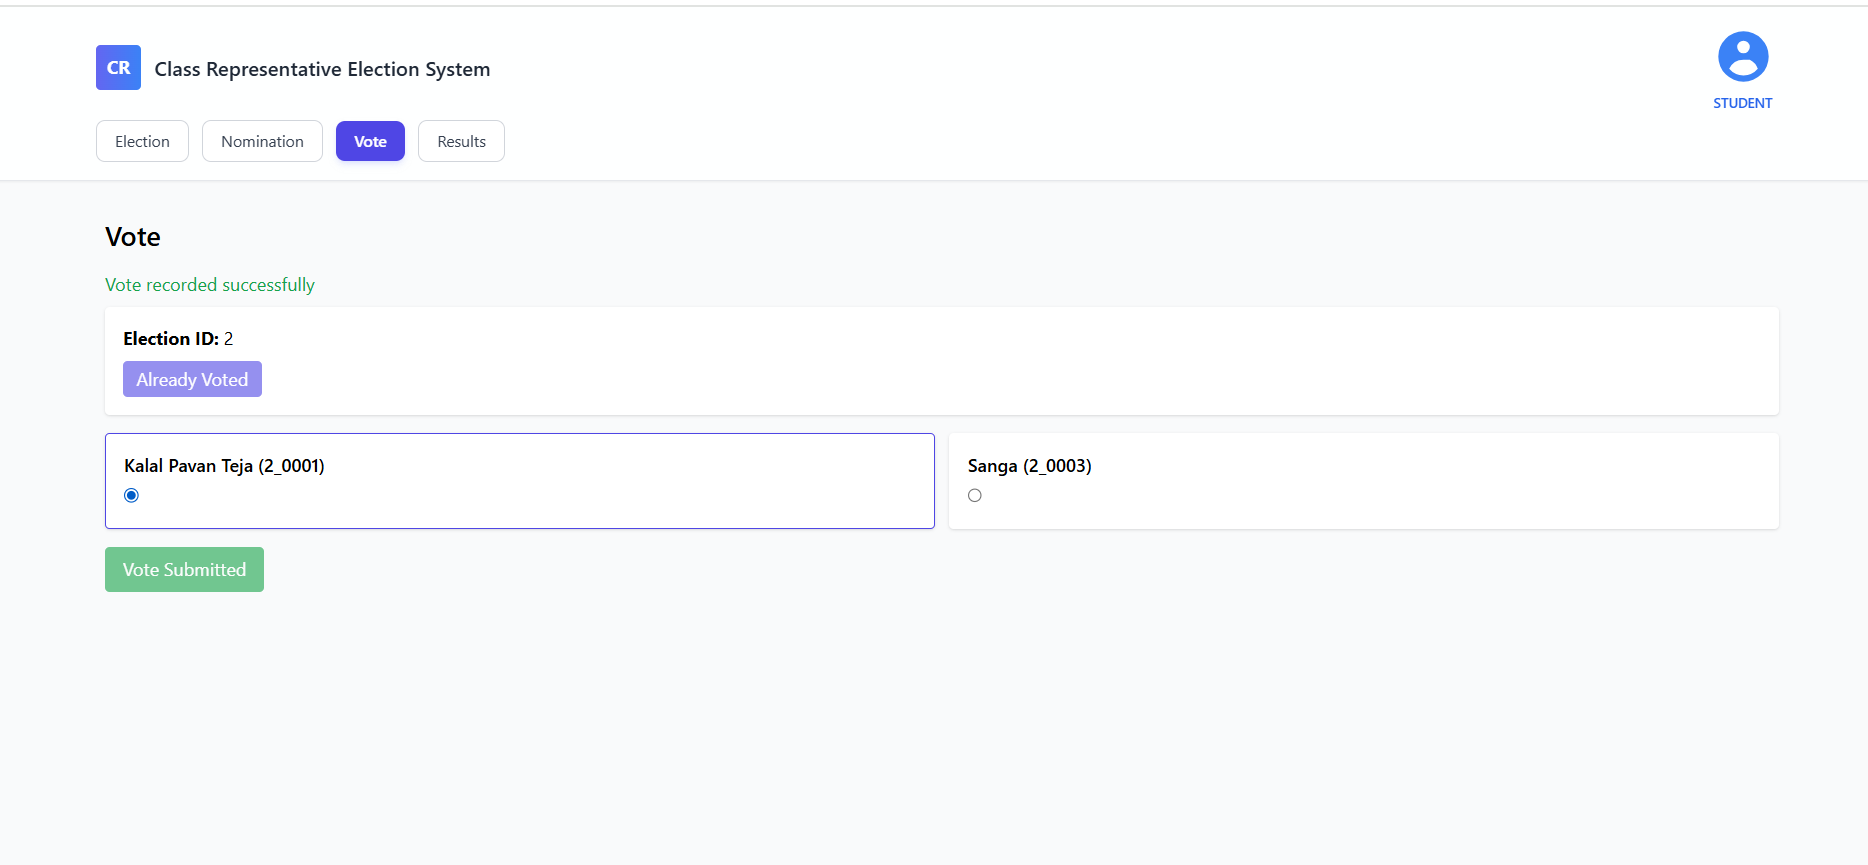 CR Class Representative Election System
STUDENT
Election Nomination Vote Results
Vote
Vote recorded successfully
Election ID: 2
Already Voted
Kalal Pavan Teja (2_0001)
Sanga (2_0003)
Vote Submitted